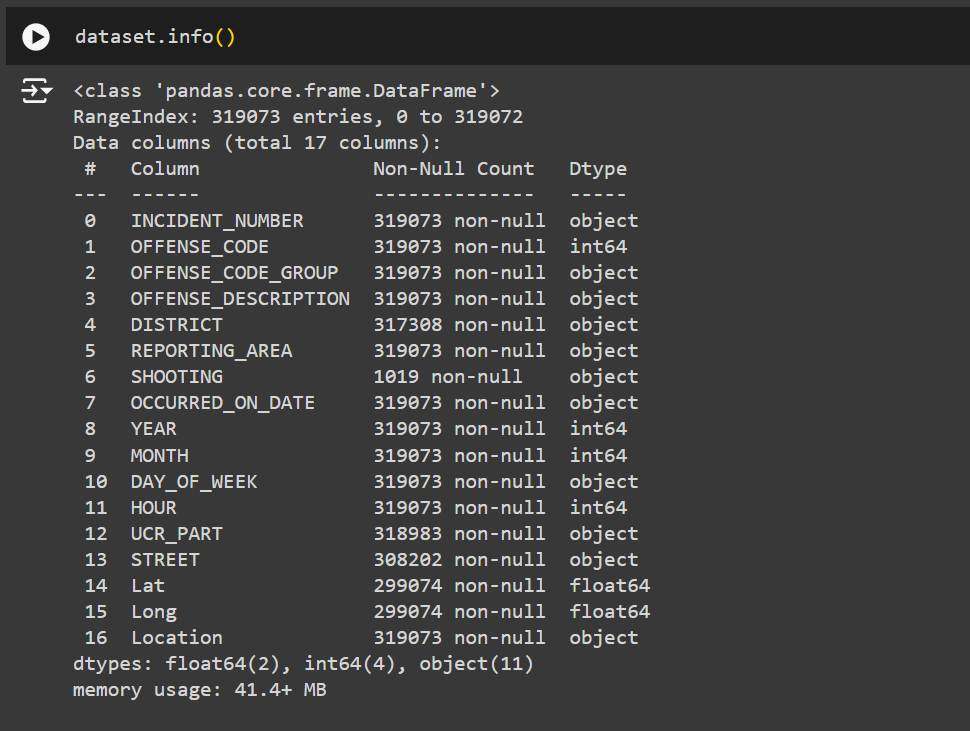 dataset.info()
<class 'pandas.core.frame.DataFrame'>
RangeIndex: 319073 entries, 0 to 319072
Data columns (total 17 columns):
 #   Column               Non-Null Count   Dtype
---  ------               --------------   -----
 0   INCIDENT_NUMBER      319073 non-null  object
 1   OFFENSE_CODE         319073 non-null  int64
 2   OFFENSE_CODE_GROUP   319073 non-null  object
 3   OFFENSE_DESCRIPTION  319073 non-null  object
 4   DISTRICT             317308 non-null  object
 5   REPORTING_AREA       319073 non-null  object
 6   SHOOTING             1019 non-null    object
 7   OCCURRED_ON_DATE     319073 non-null  object
 8   YEAR                 319073 non-null  int64
 9   MONTH                319073 non-null  int64
 10  DAY_OF_WEEK          319073 non-null  object
 11  HOUR                 319073 non-null  int64
 12  UCR_PART             318983 non-null  object
 13  STREET               308202 non-null  object
 14  Lat                  299074 non-null  float64
 15  Long                 299074 non-null  float64
 16  Location             319073 non-null  object
dtypes: float64(2), int64(4), object(11)
memory usage: 41.4+ MB